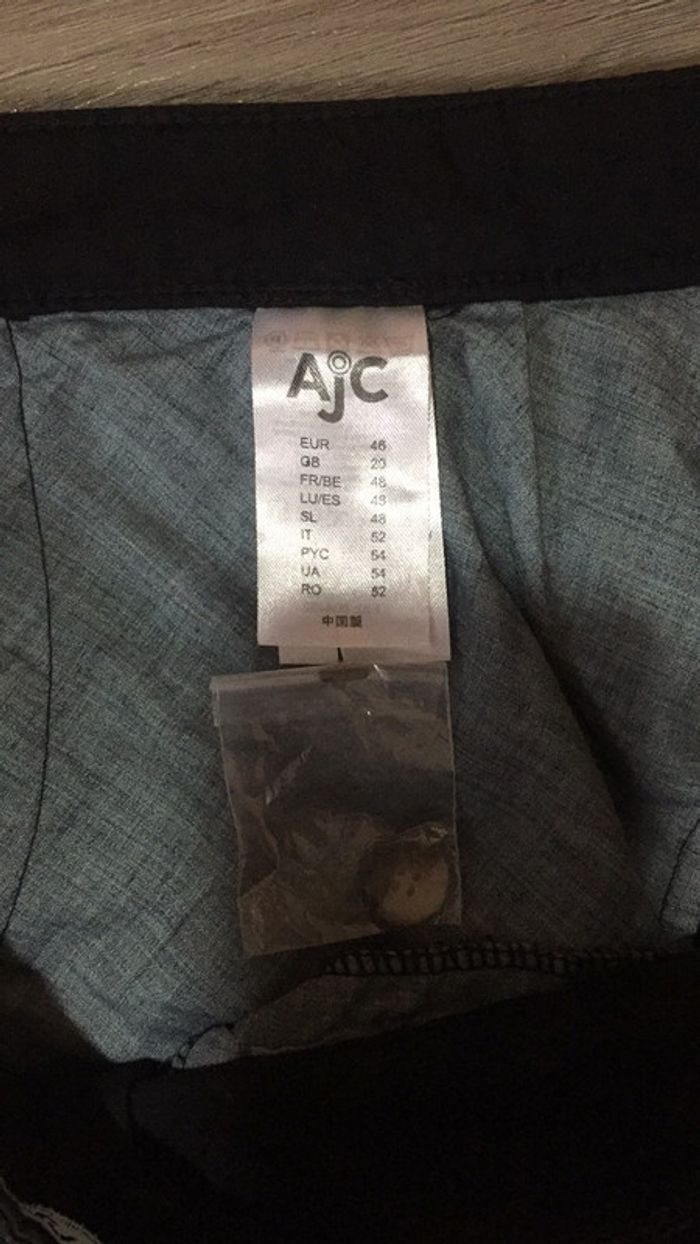 AjC
EUR 46
GB 20
FR/BE 48
LU/ES 48
SL 48
IT 52
PYC 54
UA 54
RO 52
中国製